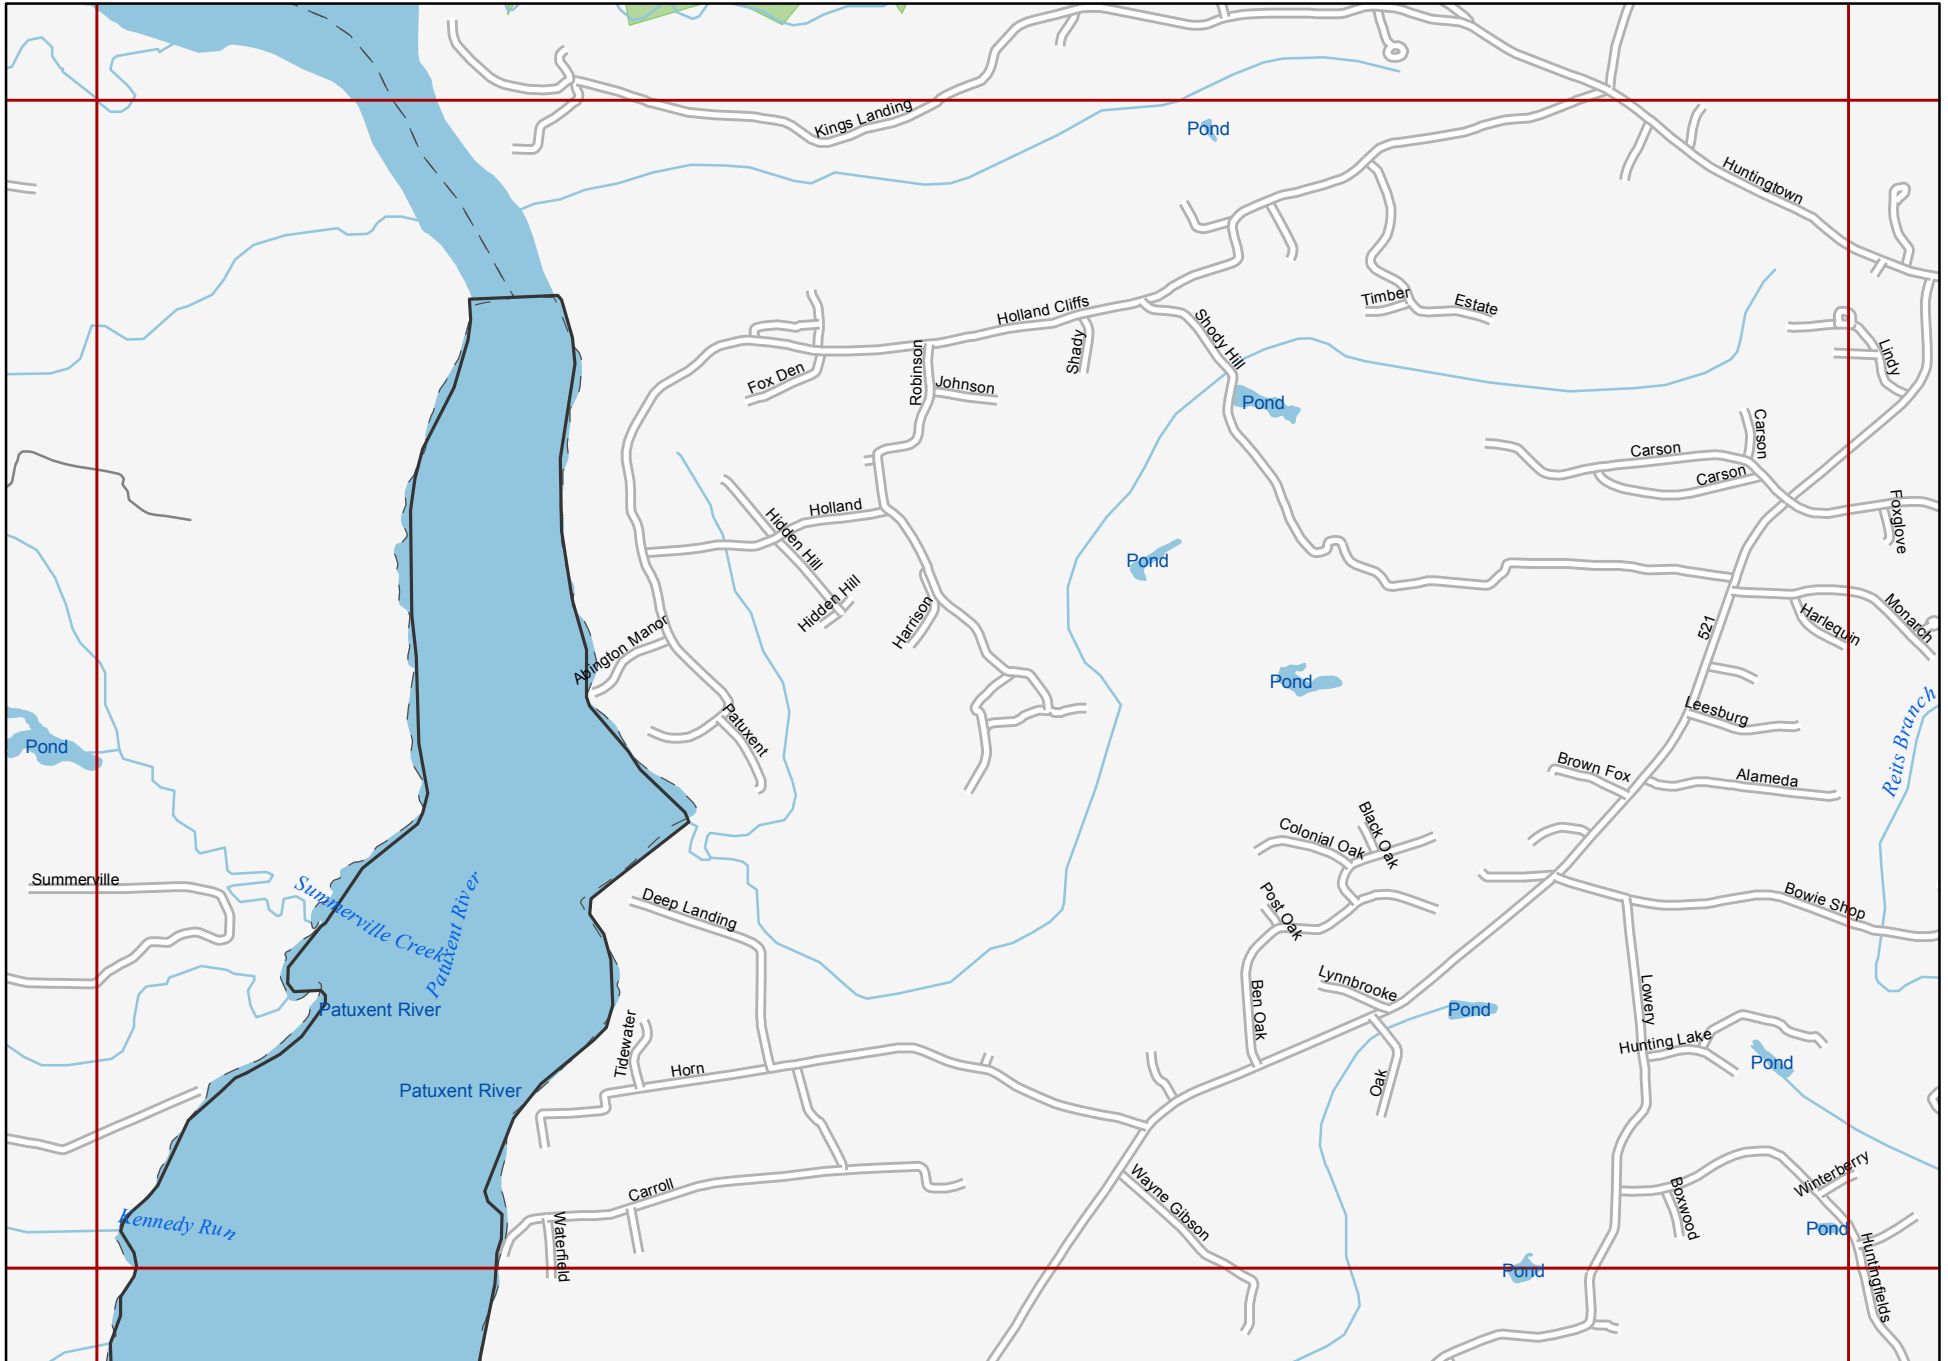 Kings Landing
Pond
Huntingtown
Holland Cliffs
Timber
Estate
Shody Hill
Shady
Robinson
Johnson
Fox Den
Lindy
Pond
Carson
Carson
Carson
Foxglove
Holland
Hidden Hill
Hidden Hill
Harrison
Pond
Abington Manor
Harlequin
Monarch
521
Pond
Leesburg
Reits Branch
Patuxent
Pond
Brown Fox
Alameda
Black Oak
Colonial Oak
Summerville
Summerville Creek
Patuxent River
Deep Landing
Post Oak
Bowie Shop
Lynnbrooke
Ben Oak
Lowery
Patuxent River
Pond
Tidewater
Hunting Lake
Pond
Horn
Oak
Patuxent River
Wayne Gibson
Winterberry
Carroll
Boxwood
Kennedy Run
Waterfield
Pond
Huntingfields
Pond